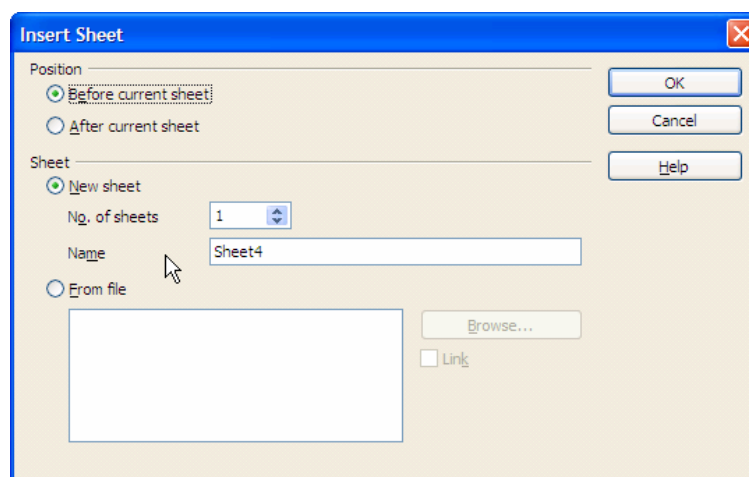 Insert Sheet
Position
Before current sheet
After current sheet
OK
Cancel
Help
Sheet
New sheet
No. of sheets 1
Name Sheet4
From file
Browse...
Link